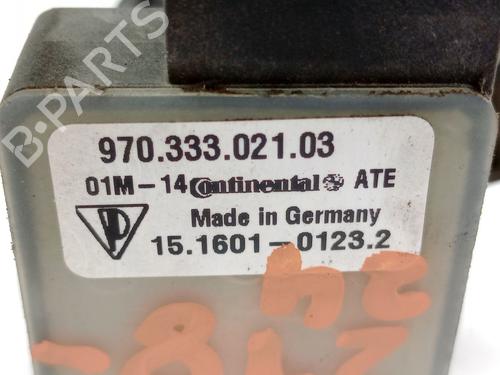 B-PARTS
970.333.021.03
01M-14 Continental ATE
Made in Germany
15.1601-0123.2